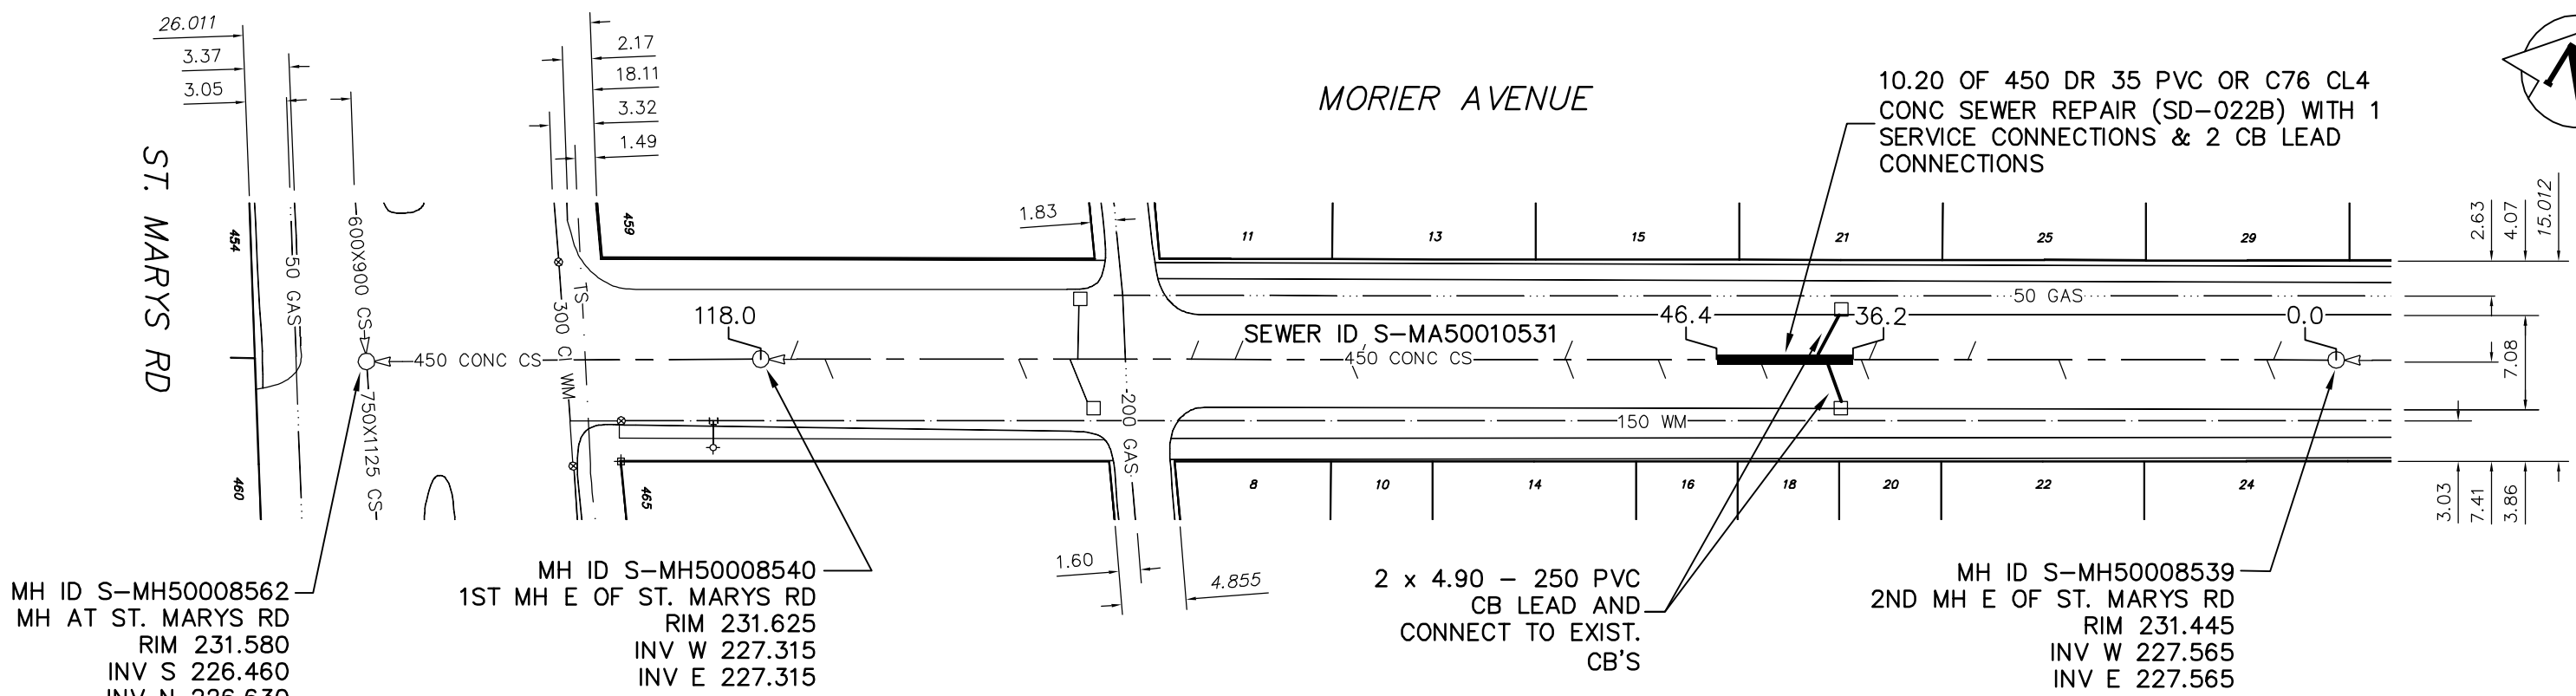 26.011
3.37
3.05
2.17
18.11
3.32
1.49
ST. MARYS RD
MORIER AVENUE
10.20 OF 450 DR 35 PVC OR C76 CL4
CONC SEWER REPAIR (SD-022B) WITH 1
SERVICE CONNECTIONS & 2 CB LEAD
CONNECTIONS
2.63
4.07
15.012
454
459
1.83
11
13
15
21
25
29
600X900 CS
50 GAS
TS
300 C WM
118.0
SEWER ID S-MA50010531
46.4
36.2
50 GAS
0.0
450 CONC CS
450 CONC CS
7.08
750X1125 CS
200 GAS
150 WM
460
465
8
10
14
16
18
20
22
24
3.03
7.41
3.86
1.60
4.855
MH ID S-MH50008562
MH AT ST. MARYS RD
RIM 231.580
INV S 226.460
INV N 226.630
MH ID S-MH50008540
1ST MH E OF ST. MARYS RD
RIM 231.625
INV W 227.315
INV E 227.315
2 x 4.90 - 250 PVC
CB LEAD AND
CONNECT TO EXIST.
CB'S
MH ID S-MH50008539
2ND MH E OF ST. MARYS RD
RIM 231.445
INV W 227.565
INV E 227.565